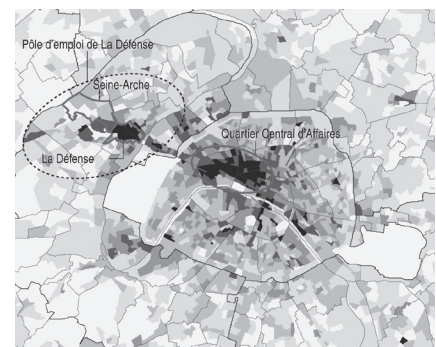 Pôle d'emploi de La Défense
Seine-Arche
Quartier Central d'Affaires
La Défense